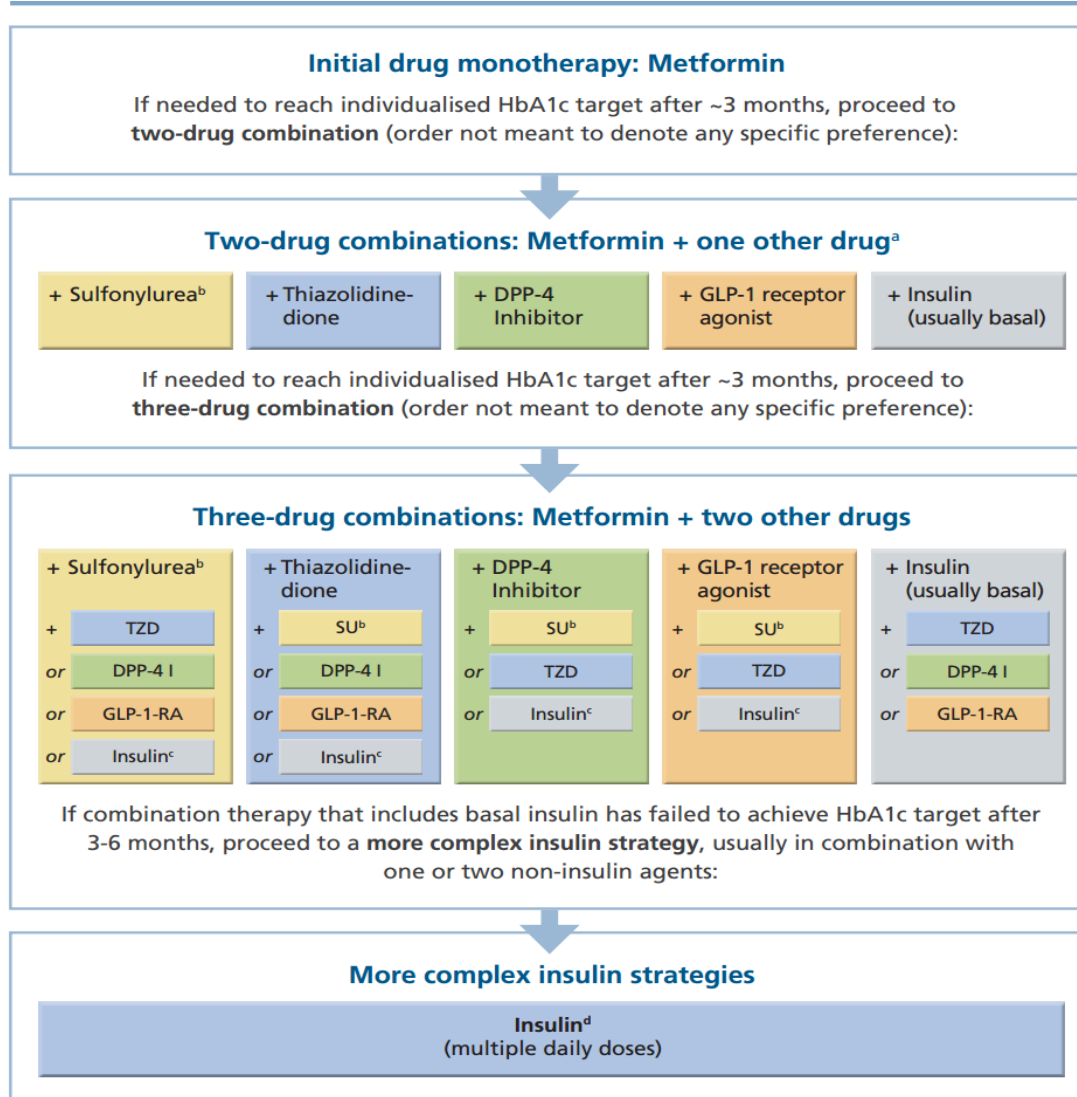 Initial drug monotherapy: Metformin
If needed to reach individualised HbA1c target after ~3 months, proceed to
two-drug combination (order not meant to denote any specific preference):
Two-drug combinations: Metformin + one other drugᵃ
+ Sulfonylureaᵇ
+ Thiazolidine-
dione
+ DPP-4
Inhibitor
+ GLP-1 receptor
agonist
+ Insulin
(usually basal)
If needed to reach individualised HbA1c target after ~3 months, proceed to
three-drug combination (order not meant to denote any specific preference):
Three-drug combinations: Metformin + two other drugs
+ Sulfonylureaᵇ
+ TZD
or DPP-4 I
or GLP-1-RA
or Insulinᶜ
+ Thiazolidine-
dione
+ SUᵇ
or DPP-4 I
or GLP-1-RA
or Insulinᶜ
+ DPP-4
Inhibitor
+ SUᵇ
or TZD
or Insulinᶜ
+ GLP-1 receptor
agonist
+ SUᵇ
or TZD
or Insulinᶜ
+ Insulin
(usually basal)
+ TZD
or DPP-4 I
or GLP-1-RA
If combination therapy that includes basal insulin has failed to achieve HbA1c target after
3-6 months, proceed to a more complex insulin strategy, usually in combination with
one or two non-insulin agents:
More complex insulin strategies
Insulinᵈ
(multiple daily doses)